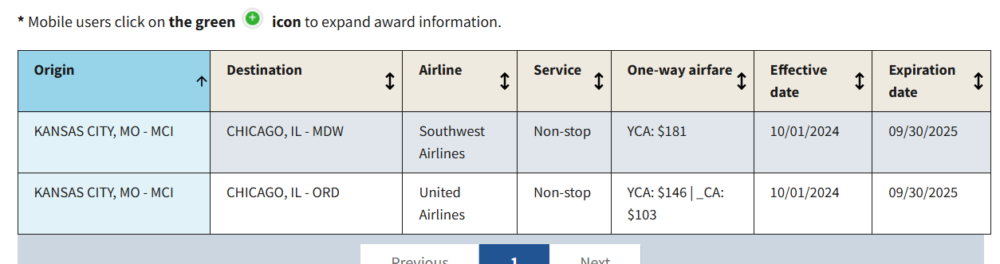 * Mobile users click on the green icon to expand award information.
Origin Destination Airline Service One-way airfare Effective date Expiration date
KANSAS CITY, MO - MCI CHICAGO, IL - MDW Southwest Airlines Non-stop YCA: $181 10/01/2024 09/30/2025
KANSAS CITY, MO - MCI CHICAGO, IL - ORD United Airlines Non-stop YCA: $146 | _CA: $103 10/01/2024 09/30/2025
Previous 1 Next